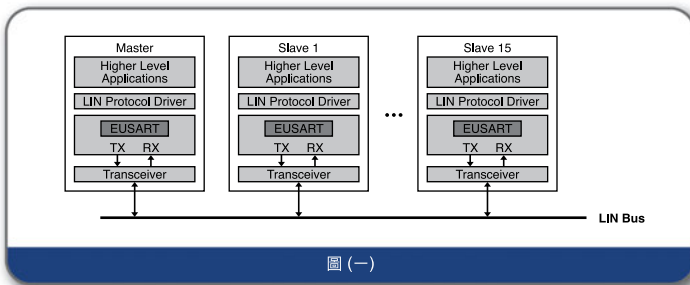 Master
Higher Level
Applications
LIN Protocol Driver
EUSART
TX RX
Transceiver
Slave 1
Higher Level
Applications
LIN Protocol Driver
EUSART
TX RX
Transceiver
...
Slave 15
Higher Level
Applications
LIN Protocol Driver
EUSART
TX RX
Transceiver
LIN Bus
圖 (一)